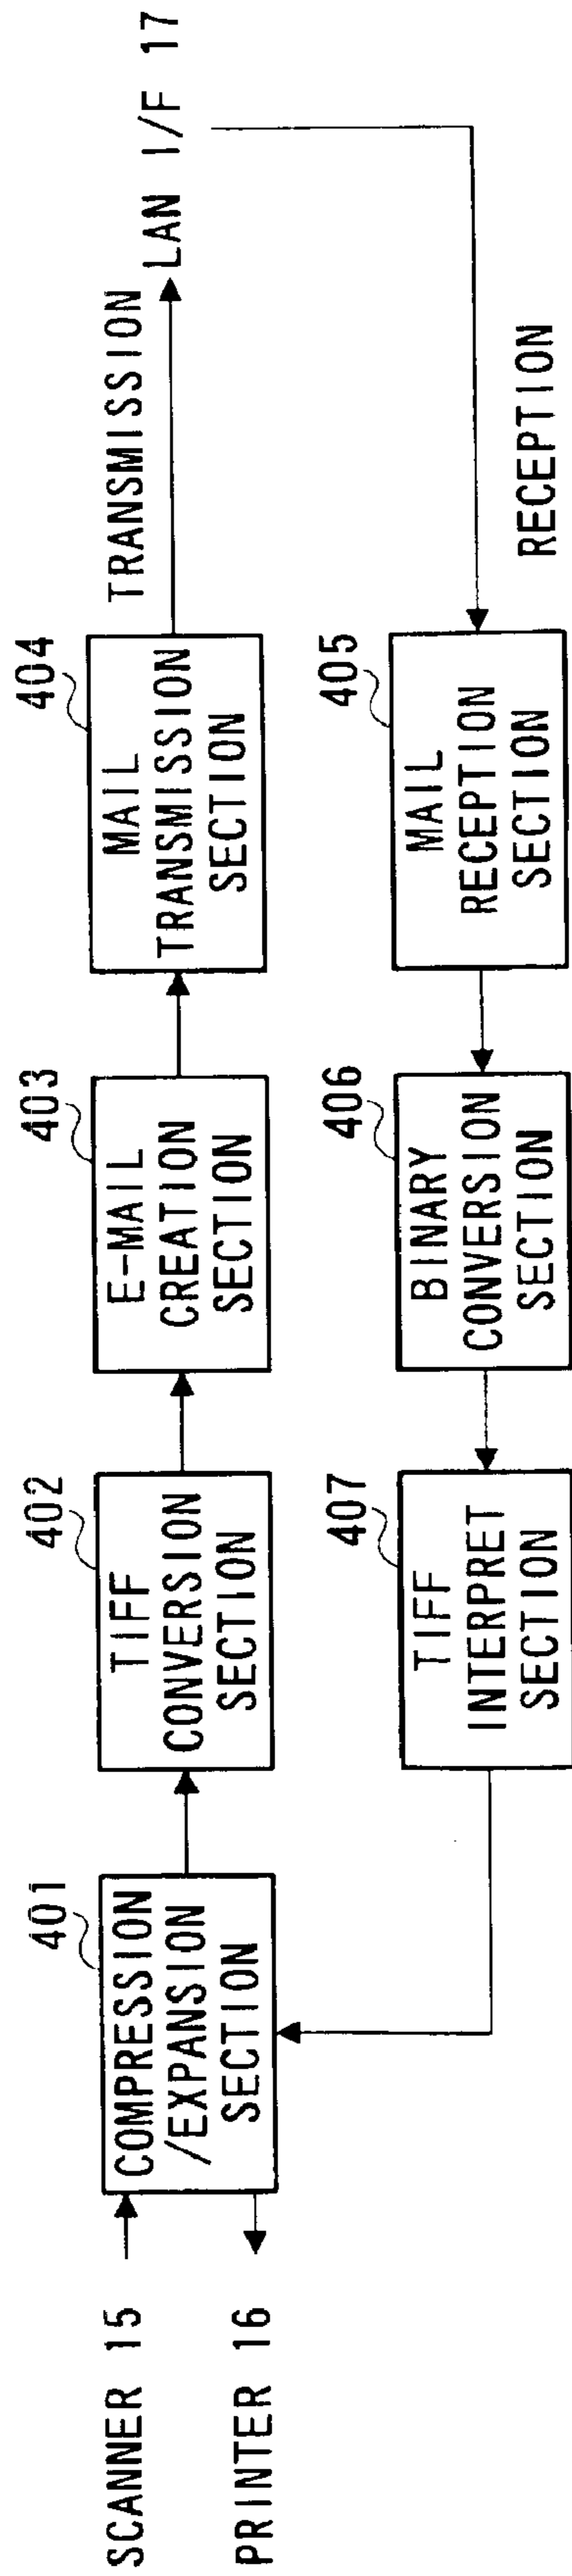 SCANNER 15
PRINTER 16
401
COMPRESSION
/EXPANSION
SECTION
402
TIFF
CONVERSION
SECTION
403
E-MAIL
CREATION
SECTION
404
MAIL
TRANSMISSION
SECTION
TRANSMISSION
LAN I/F 17
407
TIFF
INTERPRET
SECTION
406
BINARY
CONVERSION
SECTION
405
MAIL
RECEPTION
SECTION
RECEPTION